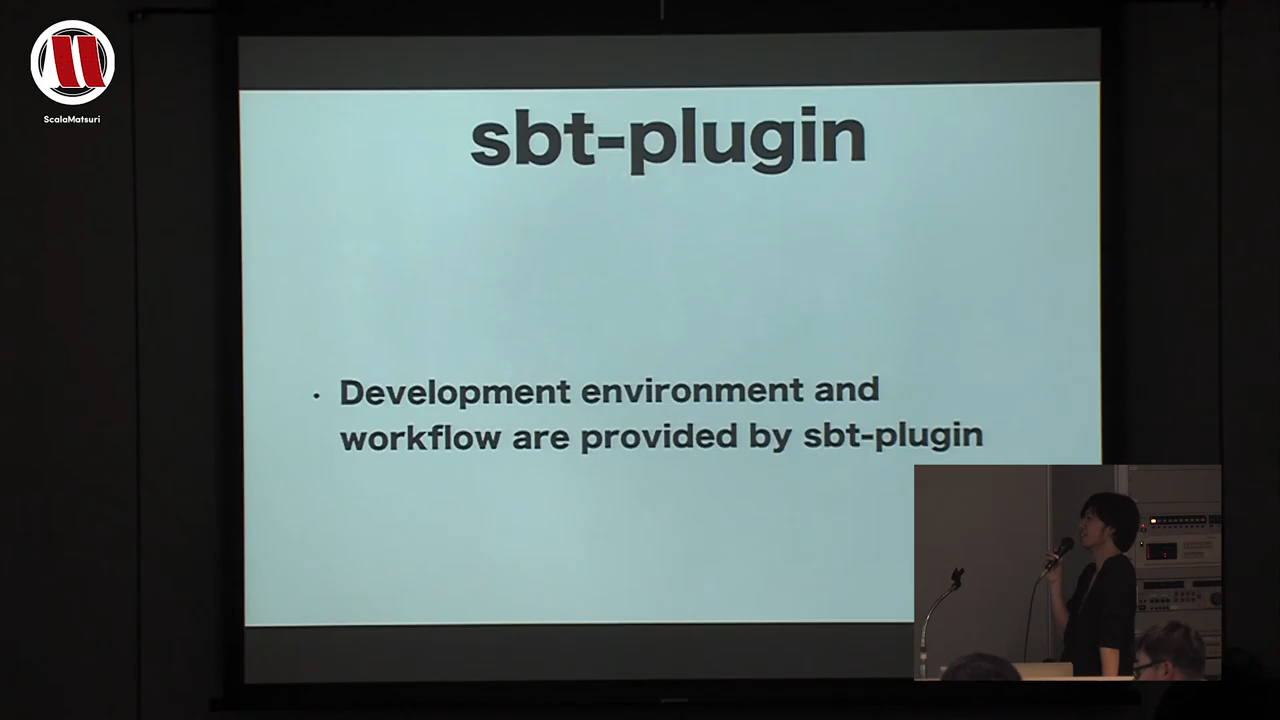 ScalaMatsuri
sbt-plugin
· Development environment and
workflow are provided by sbt-plugin